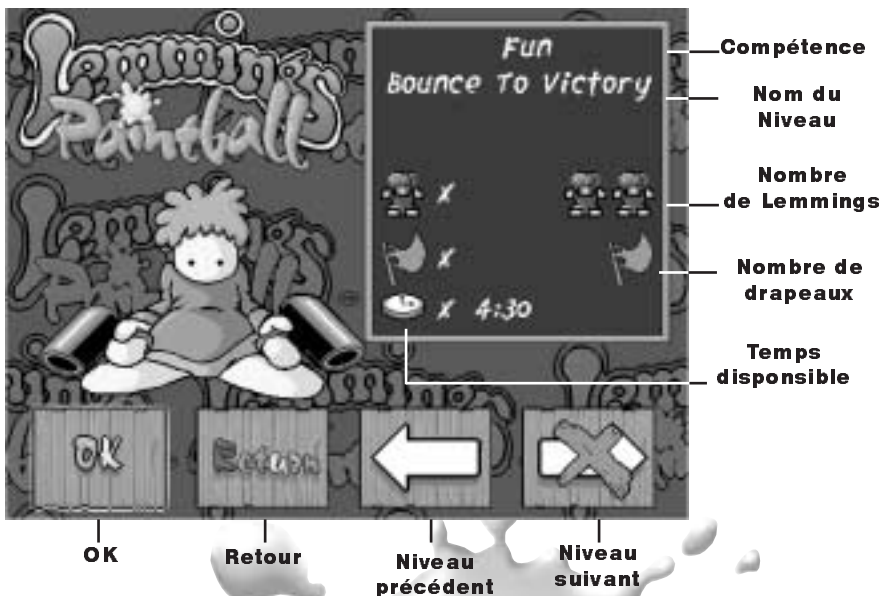 Lemmings
Paintball
Fun
Bounce To Victory
x
x
x 4:30
OK
Return
Compétence
Nom du
Niveau
Nombre
de Lemmings
Nombre de
drapeaux
Temps
disponsible
OK
Retour
Niveau
précédent
Niveau
suivant